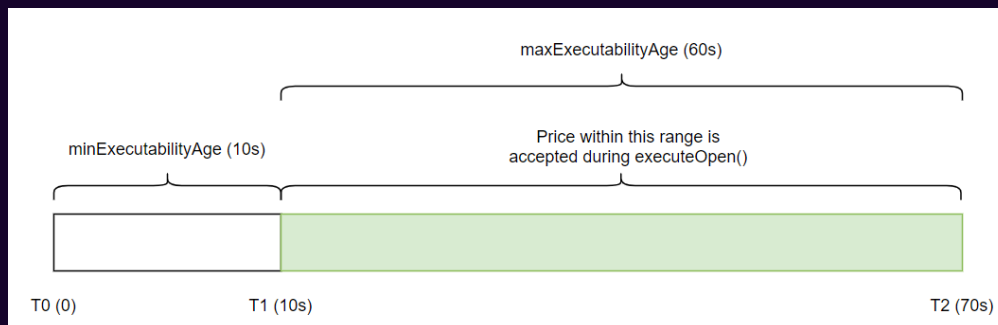 maxExecutabilityAge (60s)
minExecutabilityAge (10s)
Price within this range is
accepted during executeOpen()
T0 (0)
T1 (10s)
T2 (70s)